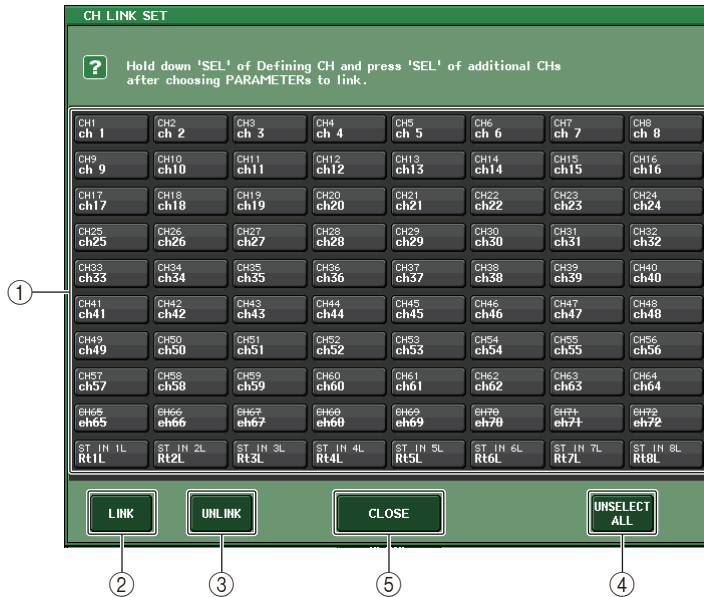 CH LINK SET
? Hold down 'SEL' of Defining CH and press 'SEL' of additional CHs
after choosing PARAMETERs to link.
CH1 CH2 CH3 CH4 CH5 CH6 CH7 CH8
ch 1 ch 2 ch 3 ch 4 ch 5 ch 6 ch 7 ch 8
CH9 CH10 CH11 CH12 CH13 CH14 CH15 CH16
ch 9 ch10 ch11 ch12 ch13 ch14 ch15 ch16
CH17 CH18 CH19 CH20 CH21 CH22 CH23 CH24
ch17 ch18 ch19 ch20 ch21 ch22 ch23 ch24
CH25 CH26 CH27 CH28 CH29 CH30 CH31 CH32
ch25 ch26 ch27 ch28 ch29 ch30 ch31 ch32
CH33 CH34 CH35 CH36 CH37 CH38 CH39 CH40
ch33 ch34 ch35 ch36 ch37 ch38 ch39 ch40
①
CH41 CH42 CH43 CH44 CH45 CH46 CH47 CH48
ch41 ch42 ch43 ch44 ch45 ch46 ch47 ch48
CH49 CH50 CH51 CH52 CH53 CH54 CH55 CH56
ch49 ch50 ch51 ch52 ch53 ch54 ch55 ch56
CH57 CH58 CH59 CH60 CH61 CH62 CH63 CH64
ch57 ch58 ch59 ch60 ch61 ch62 ch63 ch64
CH65 CH66 CH67 CH68 CH69 CH70 CH71 CH72
ch65 ch66 ch67 ch68 ch69 ch70 ch71 ch72
ST IN 1L ST IN 2L ST IN 3L ST IN 4L ST IN 5L ST IN 6L ST IN 7L ST IN 8L
Rt1L Rt2L Rt3L Rt4L Rt5L Rt6L Rt7L Rt8L
LINK UNLINK CLOSE UNSELECT
ALL
② ③ ⑤ ④